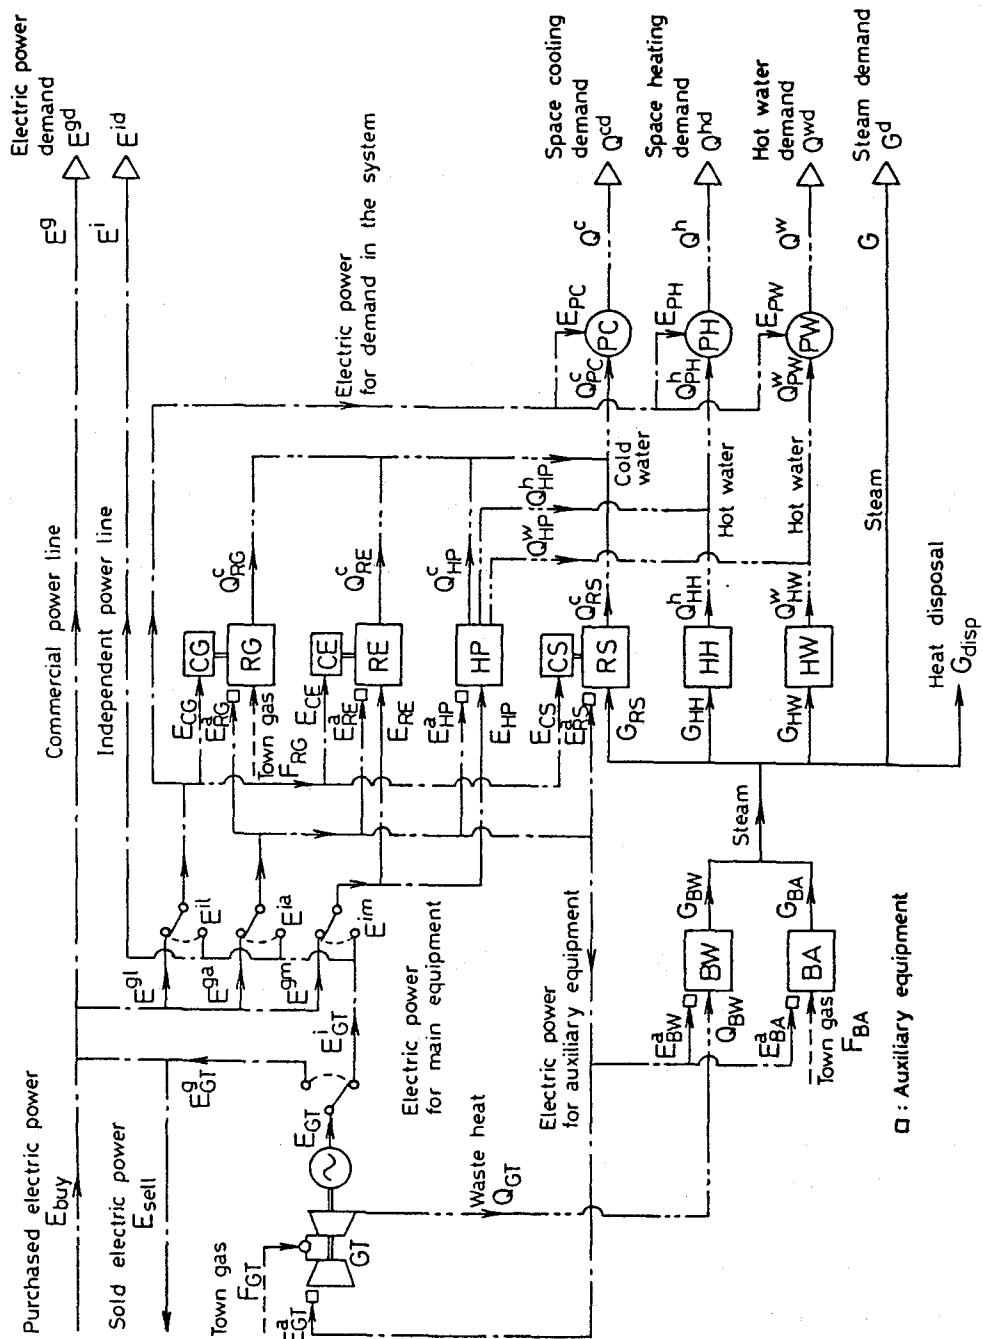 Electric power
demand
E^gd
E^id
E^g
E^i
Space cooling
demand
Q^cd
Space heating
demand
Q^hd
Hot water
demand
Q^wd
Steam demand
G^d
Commercial power line
Independent power line
Electric power
for demand in the system
E_PC
E_PH
E_PW
PC
PH
PW
Q^c_PC
Q^h_PH
Q^w_PW
Q^c
Q^h
Q^w
G
Q^c_RG
Q^c_RE
Q^c_HP
Q^w_HP
Q^h_HP
Cold
water
Hot water
Hot water
Steam
CG
RG
CE
RE
HP
CS
RS
HH
HW
E_CG
E^a_RG
Town gas
F_RG
E_CE
E^a_RE
E_RE
E^a_HP
E_HP
E_CS
E^a_RS
G_RS
G_HH
G_HW
Q^c_RS
Q^h_HH
Q^w_HW
Heat disposal
G_disp
E^gl
E^il
E^ga
E^ia
E^gm
E^im
Steam
G_BW
G_BA
BW
BA
E^a_BW
Q_BW
E^a_BA
Town gas
F_BA
Electric power
for main equipment
Electric power
for auxiliary equipment
E^g_GT
E^i_GT
E_GT
Waste heat
Q_GT
GT
Purchased electric power
E_buy
Sold electric power
E_sell
Town gas
F_GT
E^a_GT
□ : Auxiliary equipment